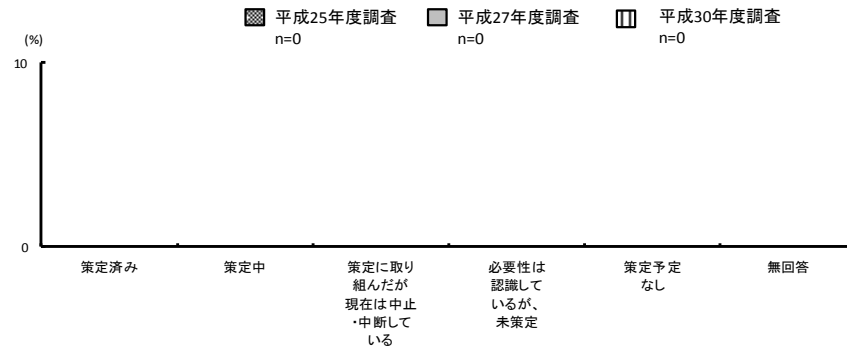 平成25年度調査
n=0
平成27年度調査
n=0
平成30年度調査
n=0
(%)
10
0
策定済み
策定中
策定に取り
組んだが
現在は中止
・中断して
いる
必要性は
認識して
いるが、
未策定
策定予定
なし
無回答